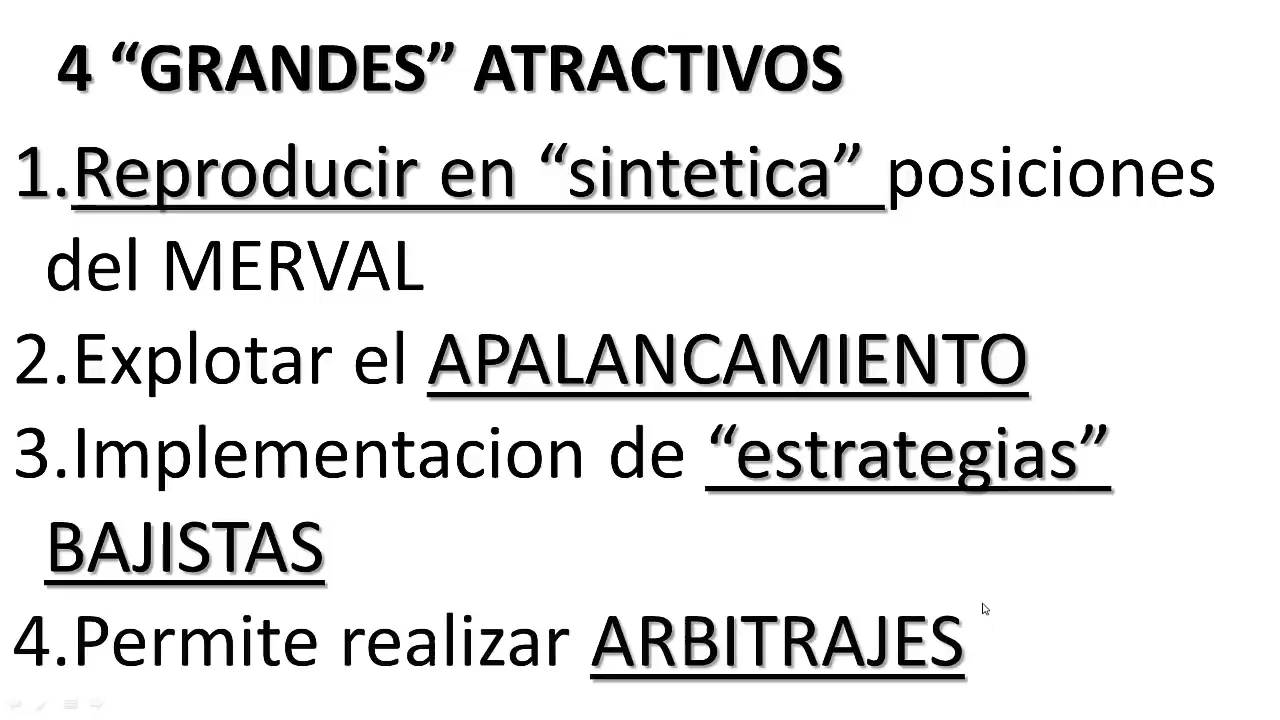 4 “GRANDES” ATRACTIVOS
1.Reproducir en “sintetica” posiciones
del MERVAL
2.Explotar el APALANCAMIENTO
3.Implementacion de “estrategias”
BAJISTAS
4.Permite realizar ARBITRAJES